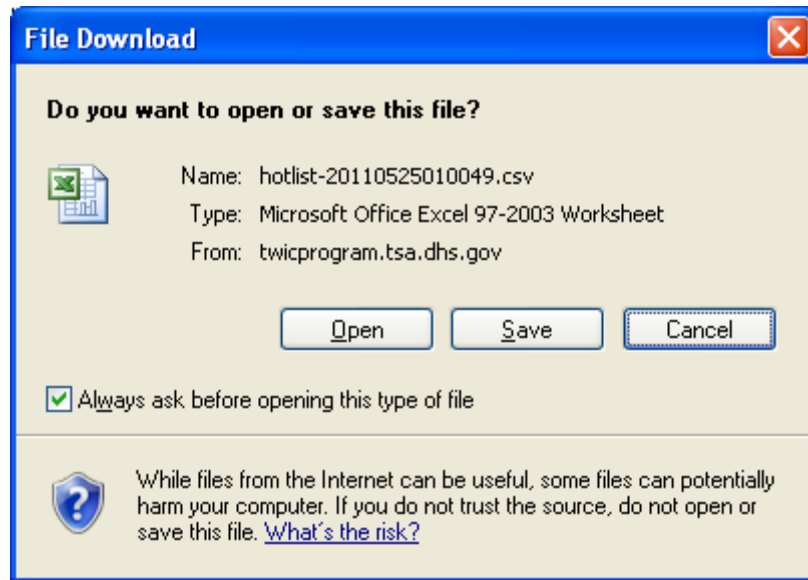 File Download
Do you want to open or save this file?
Name: hotlist-20110525010049.csv
Type: Microsoft Office Excel 97-2003 Worksheet
From: twicprogram.tsa.dhs.gov
Open Save Cancel
Always ask before opening this type of file
While files from the Internet can be useful, some files can potentially
harm your computer. If you do not trust the source, do not open or
save this file. What's the risk?